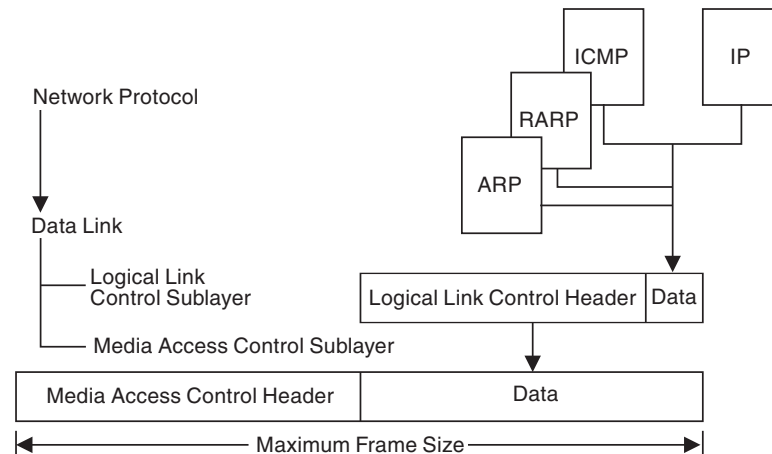 ICMP
IP
Network Protocol
RARP
ARP
Data Link
Logical Link
Control Sublayer
Logical Link Control Header
Data
Media Access Control Sublayer
Media Access Control Header
Data
Maximum Frame Size